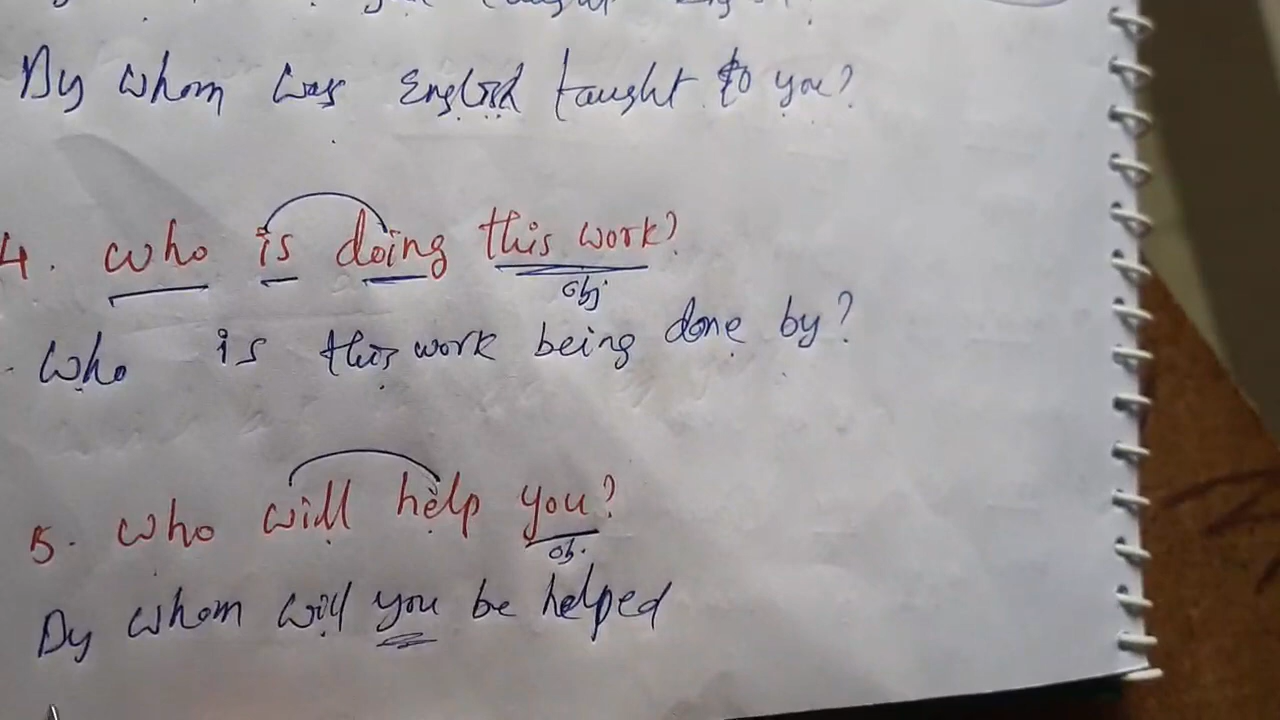 By whom was English taught to you?
4. who is doing this work?
obj
Who is this work being done by?
5. who will help you?
ob.
By whom will you be helped